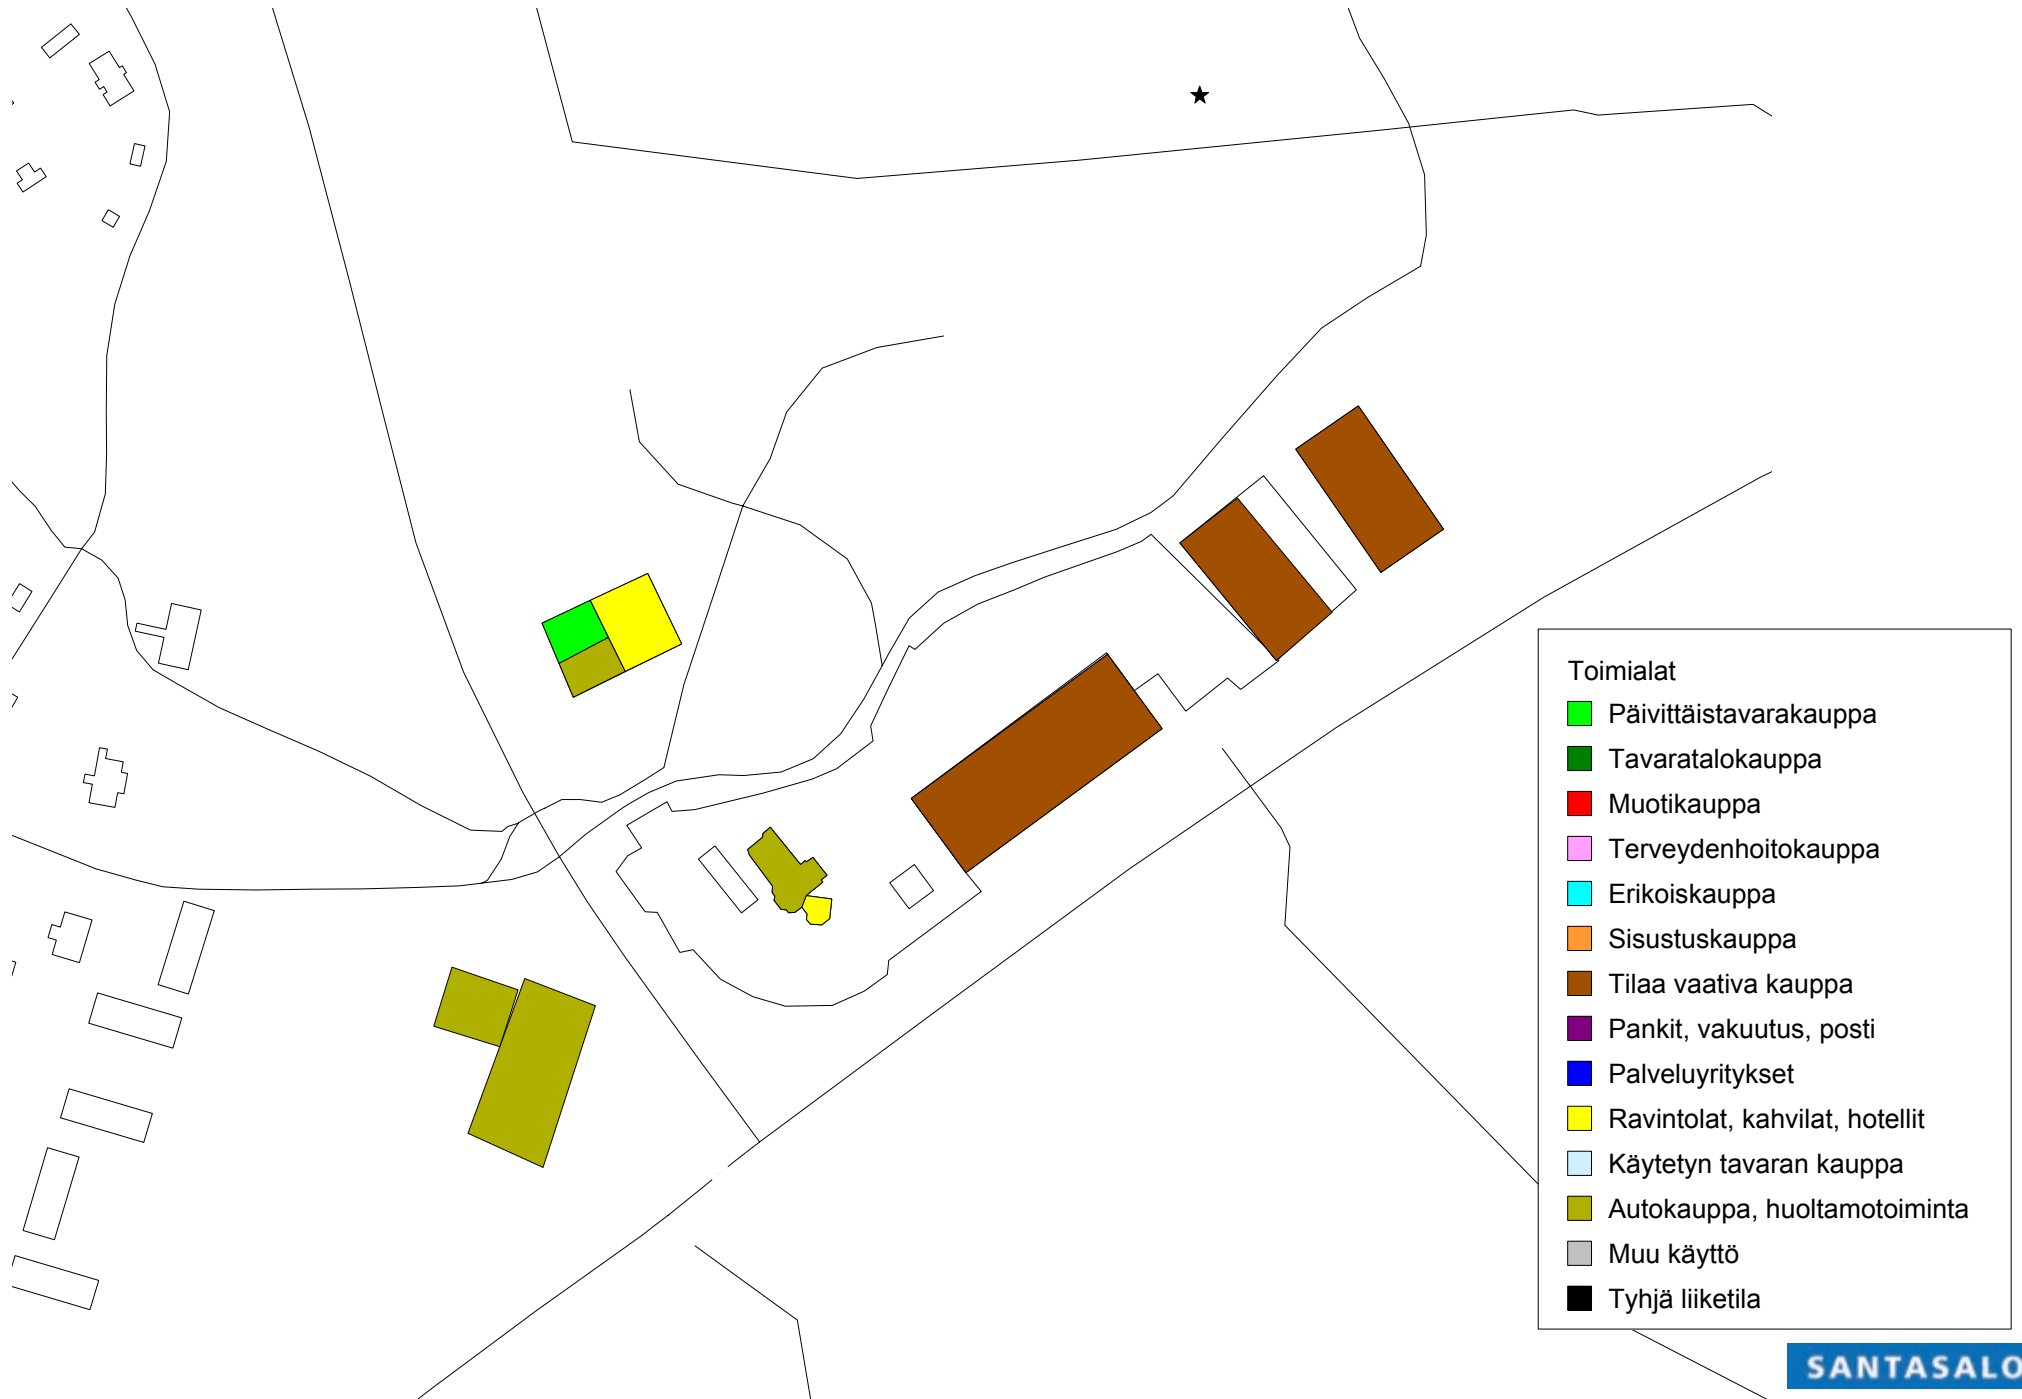 Toimialat
Päivittäistavarakauppa
Tavaratalokauppa
Muotikauppa
Terveydenhoitokauppa
Erikoiskauppa
Sisustuskauppa
Tilaa vaativa kauppa
Pankit, vakuutus, posti
Palveluyritykset
Ravintolat, kahvilat, hotellit
Käytetyn tavaran kauppa
Autokauppa, huoltamotoiminta
Muu käyttö
Tyhjä liiketila
SANTASALO